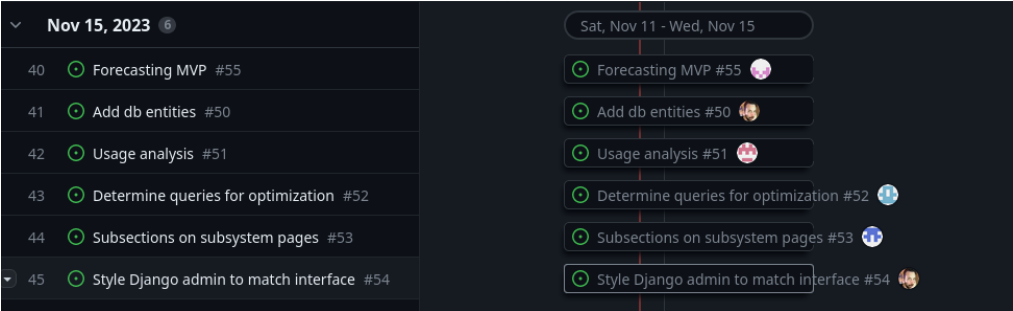 Nov 15, 2023 6
Sat, Nov 11 - Wed, Nov 15
40 Forecasting MVP #55
Forecasting MVP #55
41 Add db entities #50
Add db entities #50
42 Usage analysis #51
Usage analysis #51
43 Determine queries for optimization #52
Determine queries for optimization #52
44 Subsections on subsystem pages #53
Subsections on subsystem pages #53
45 Style Django admin to match interface #54
Style Django admin to match interface #54